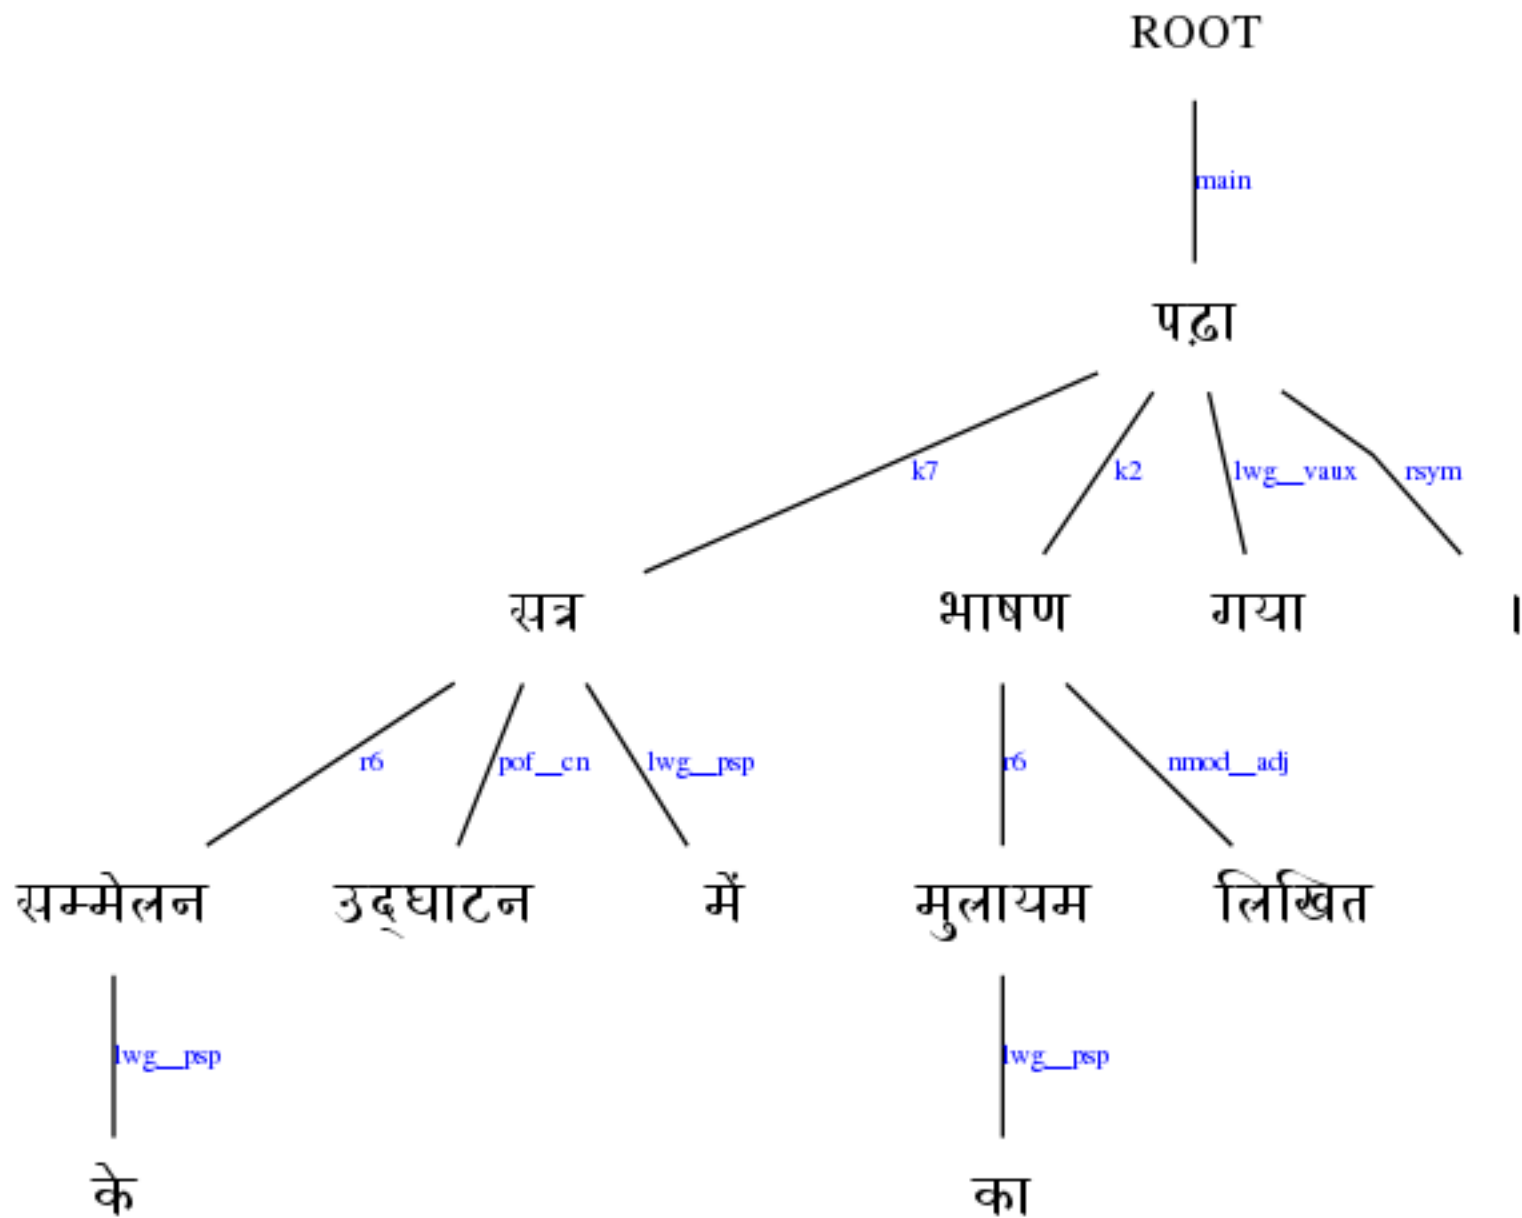 ROOT
main
पढ़ा
k7 k2 lwg__vaux rsym
सत्र भाषण गया ।
r6 pof__cn lwg__psp r6 nmod__adj
सम्मेलन उद्घाटन में मुलायम लिखित
lwg__psp lwg__psp
के का